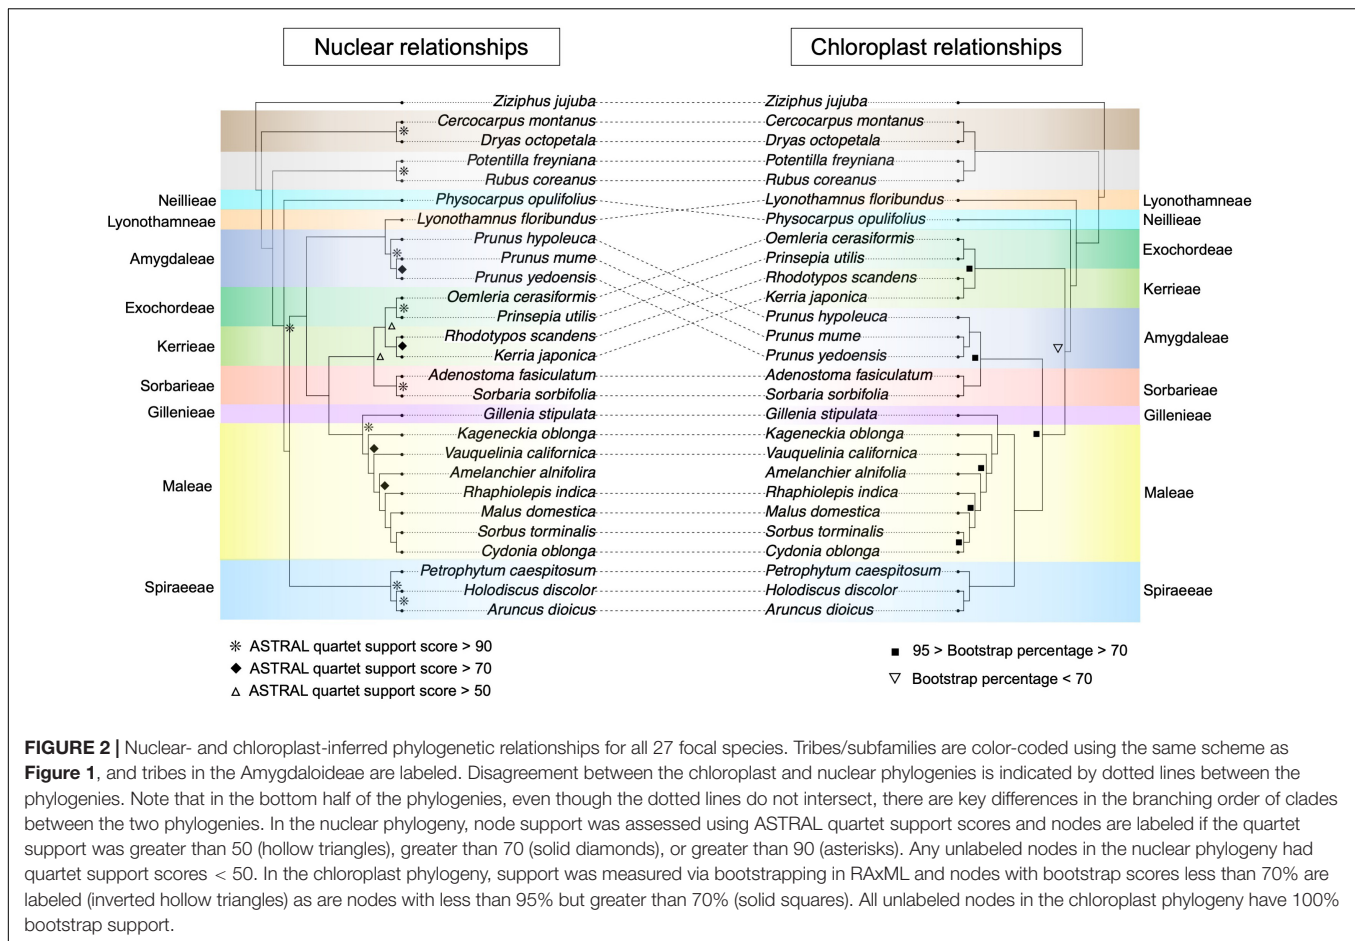 Nuclear relationships
Chloroplast relationships
Ziziphus jujuba
Cercocarpus montanus
Dryas octopetala
Potentilla freyniana
Rubus coreanus
Physocarpus opulifolius
Lyonothamnus floribundus
Prunus hypoleuca
Prunus mume
Prunus yedoensis
Oemleria cerasiformis
Prinsepia utilis
Rhodotypos scandens
Kerria japonica
Adenostoma fasiculatum
Sorbaria sorbifolia
Gillenia stipulata
Kageneckia oblonga
Vauquelinia californica
Amelanchier alnifolira
Rhaphiolepis indica
Malus domestica
Sorbus torminalis
Cydonia oblonga
Petrophytum caespitosum
Holodiscus discolor
Aruncus dioicus
Neillieae
Lyonothamneae
Amygdaleae
Exochordeae
Kerrieae
Sorbarieae
Gillenieae
Maleae
Spiraeeae
Ziziphus jujuba
Cercocarpus montanus
Dryas octopetala
Potentilla freyniana
Rubus coreanus
Lyonothamnus floribundus
Physocarpus opulifolius
Oemleria cerasiformis
Prinsepia utilis
Rhodotypos scandens
Kerria japonica
Prunus hypoleuca
Prunus mume
Prunus yedoensis
Adenostoma fasiculatum
Sorbaria sorbifolia
Gillenia stipulata
Kageneckia oblonga
Vauquelinia californica
Amelanchier alnifolia
Rhaphiolepis indica
Malus domestica
Sorbus torminalis
Cydonia oblonga
Petrophytum caespitosum
Holodiscus discolor
Aruncus dioicus
Lyonothamneae
Neillieae
Exochordeae
Kerrieae
Amygdaleae
Sorbarieae
Gillenieae
Maleae
Spiraeeae
ASTRAL quartet support score > 90
ASTRAL quartet support score > 70
ASTRAL quartet support score > 50
95 > Bootstrap percentage > 70
Bootstrap percentage < 70
FIGURE 2 | Nuclear- and chloroplast-inferred phylogenetic relationships for all 27 focal species. Tribes/subfamilies are color-coded using the same scheme as
Figure 1, and tribes in the Amygdaloideae are labeled. Disagreement between the chloroplast and nuclear phylogenies is indicated by dotted lines between the
phylogenies. Note that in the bottom half of the phylogenies, even though the dotted lines do not intersect, there are key differences in the branching order of clades
between the two phylogenies. In the nuclear phylogeny, node support was assessed using ASTRAL quartet support scores and nodes are labeled if the quartet
support was greater than 50 (hollow triangles), greater than 70 (solid diamonds), or greater than 90 (asterisks). Any unlabeled nodes in the nuclear phylogeny had
quartet support scores < 50. In the chloroplast phylogeny, support was measured via bootstrapping in RAxML and nodes with bootstrap scores less than 70% are
labeled (inverted hollow triangles) as are nodes with less than 95% but greater than 70% (solid squares). All unlabeled nodes in the chloroplast phylogeny have 100%
bootstrap support.